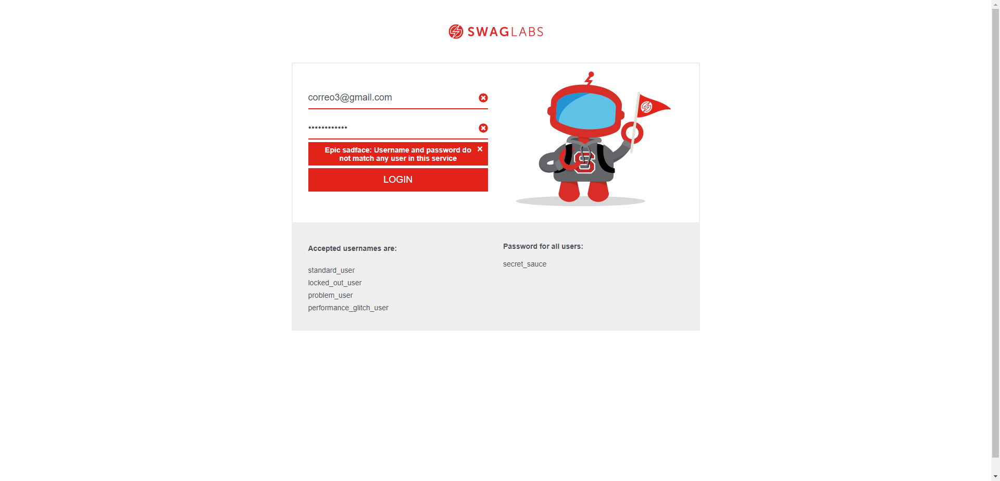 SWAGLABS
correo3@gmail.com
••••••••••••
Epic sadface: Username and password do
not match any user in this service
LOGIN
Accepted usernames are:
standard_user
locked_out_user
problem_user
performance_glitch_user
Password for all users:
secret_sauce